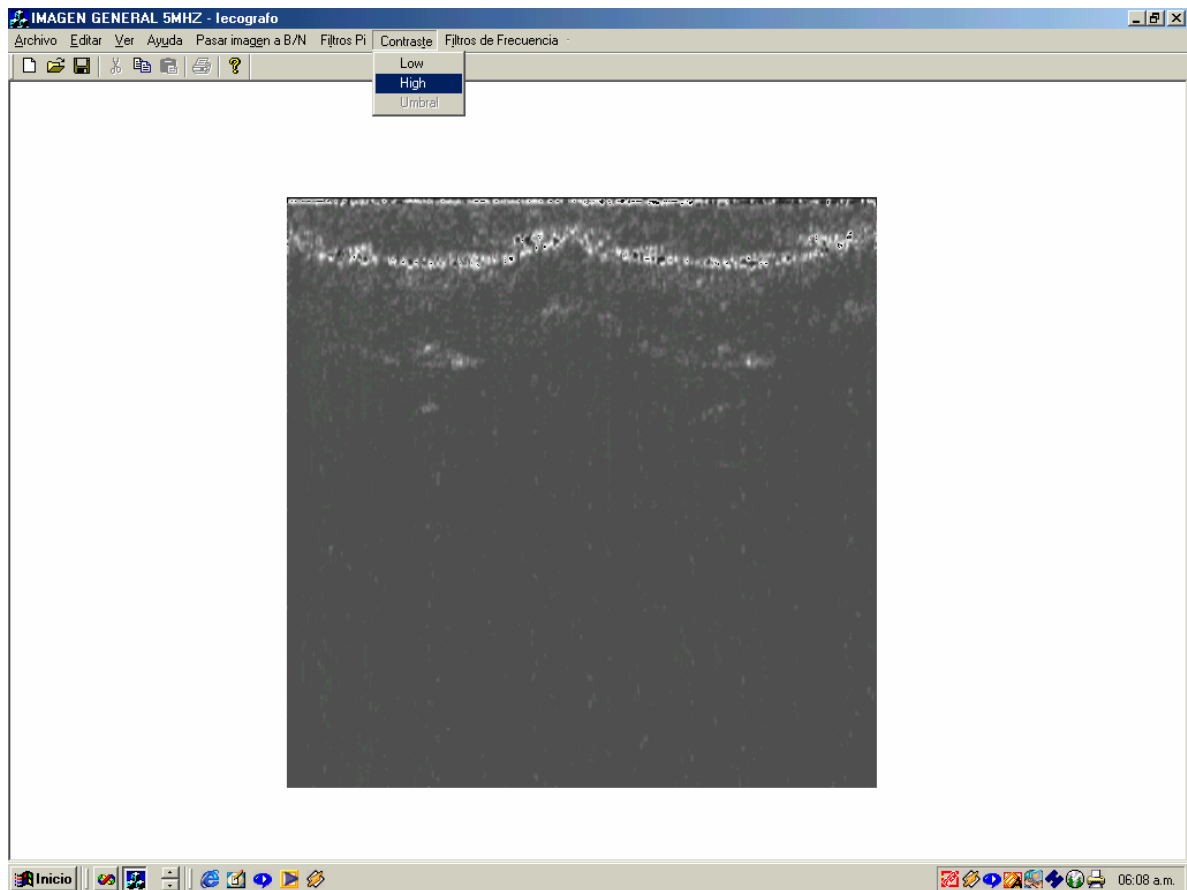 IMAGEN GENERAL 5MHZ - Iecografo
Archivo Editar Ver Ayuda Pasar imagen a B/N Filtros Pi Contraste Filtros de Frecuencia
Low
High
Umbral
Inicio
06:08 a.m.